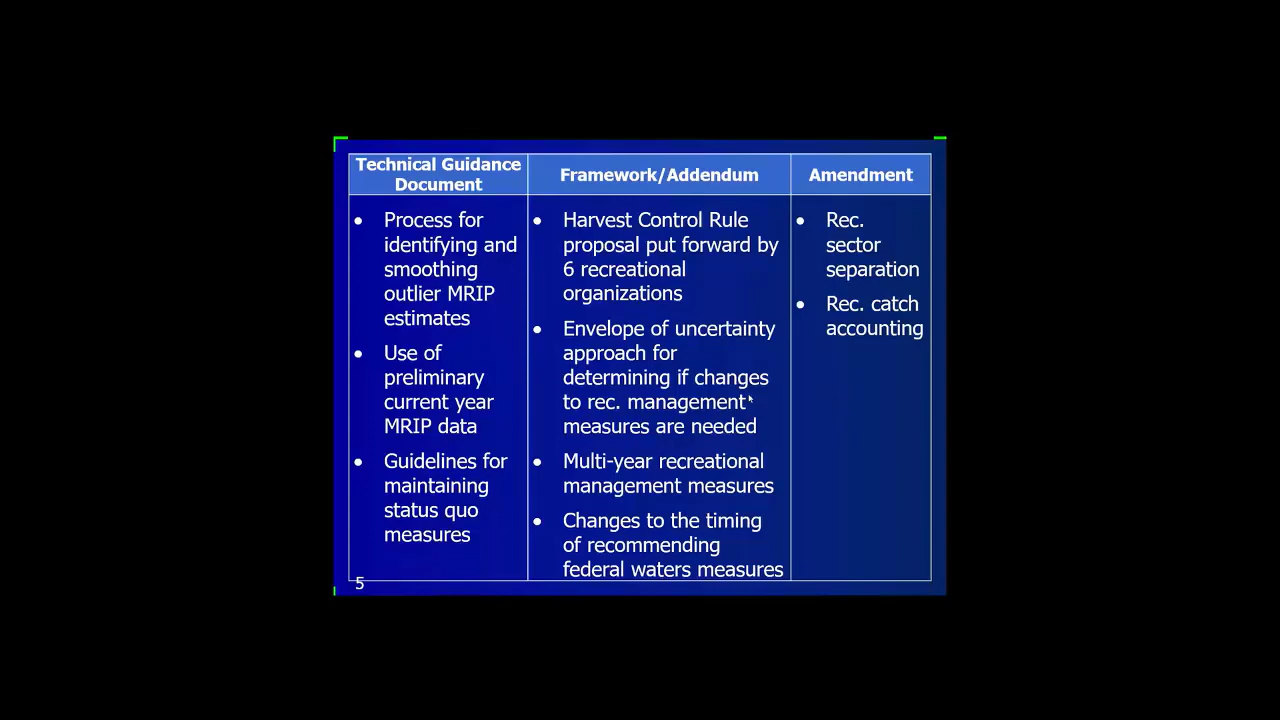 Technical Guidance
Document
Framework/Addendum
Amendment
• Process for
identifying and
smoothing
outlier MRIP
estimates
• Use of
preliminary
current year
MRIP data
• Guidelines for
maintaining
status quo
measures
• Harvest Control Rule
proposal put forward by
6 recreational
organizations
• Envelope of uncertainty
approach for
determining if changes
to rec. management
measures are needed
• Multi-year recreational
management measures
• Changes to the timing
of recommending
federal waters measures
• Rec.
sector
separation
• Rec. catch
accounting
5